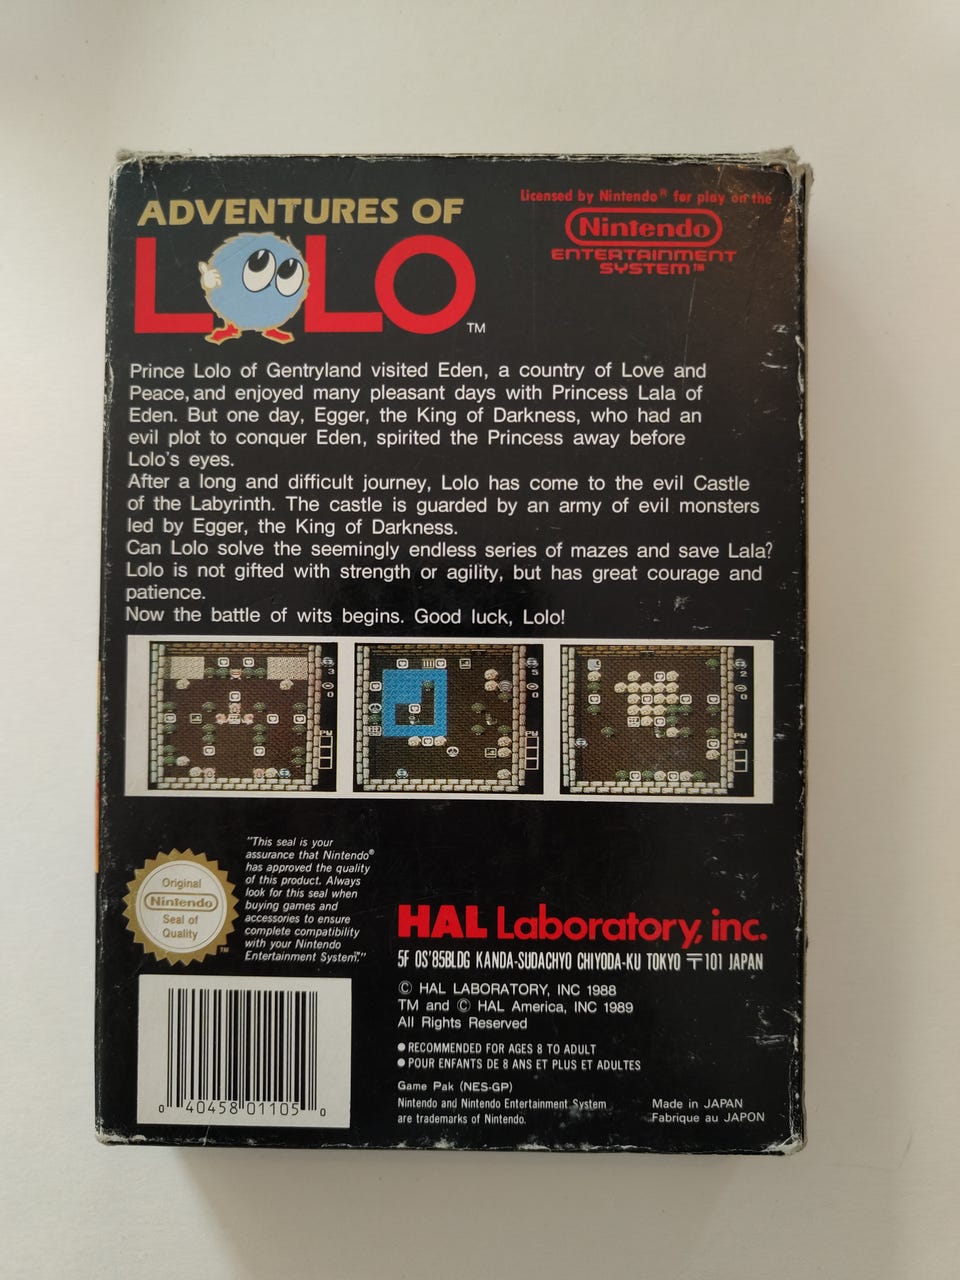 ADVENTURES OF
LOLO™
Licensed by Nintendo® for play on the
Nintendo
ENTERTAINMENT
SYSTEM™
Prince Lolo of Gentryland visited Eden, a country of Love and
Peace, and enjoyed many pleasant days with Princess Lala of
Eden. But one day, Egger, the King of Darkness, who had an
evil plot to conquer Eden, spirited the Princess away before
Lolo's eyes.
After a long and difficult journey, Lolo has come to the evil Castle
of the Labyrinth. The castle is guarded by an army of evil monsters
led by Egger, the King of Darkness.
Can Lolo solve the seemingly endless series of mazes and save Lala?
Lolo is not gifted with strength or agility, but has great courage and
patience.
Now the battle of wits begins. Good luck, Lolo!
3
0
PW
5
0
PW
2
0
PW
Original
Nintendo
Seal of
Quality
™
"This seal is your
assurance that Nintendo®
has approved the quality
of this product. Always
look for this seal when
buying games and
accessories to ensure
complete compatibility
with your Nintendo
Entertainment System™."
HAL Laboratory, inc.
5F OS'85BLDG KANDA-SUDACHYO CHIYODA-KU TOKYO 〒101 JAPAN
© HAL LABORATORY, INC 1988
TM and © HAL America, INC 1989
All Rights Reserved
● RECOMMENDED FOR AGES 8 TO ADULT
● POUR ENFANTS DE 8 ANS ET PLUS ET ADULTES
Game Pak (NES-GP)
Nintendo and Nintendo Entertainment System
are trademarks of Nintendo.
Made in JAPAN
Fabrique au JAPON
0 40458 01105 0